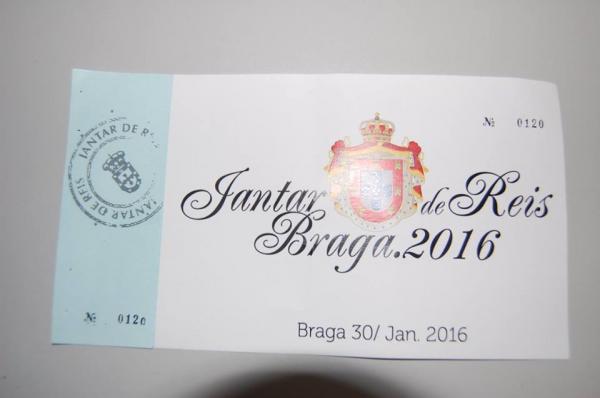 JANTAR DE REIS
JANTAR DE REIS
№ 0120
№ 0120
Jantar de Reis
Braga.2016
Braga 30/ Jan. 2016